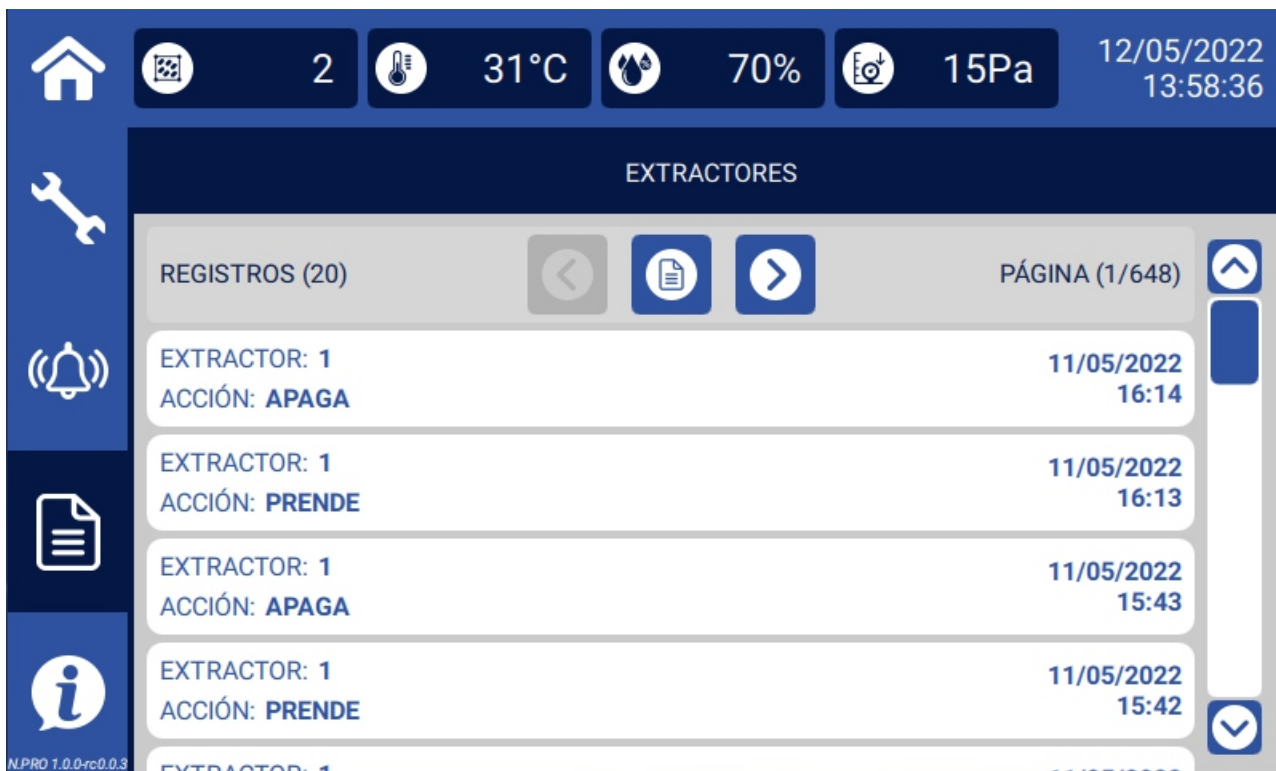 2
31°C
70%
15Pa
12/05/2022
13:58:36
EXTRACTORES
REGISTROS (20)
PÁGINA (1/648)
EXTRACTOR: 1
ACCIÓN: APAGA
11/05/2022
16:14
EXTRACTOR: 1
ACCIÓN: PRENDE
11/05/2022
16:13
EXTRACTOR: 1
ACCIÓN: APAGA
11/05/2022
15:43
EXTRACTOR: 1
ACCIÓN: PRENDE
11/05/2022
15:42
EXTRACTOR: 1
N.PRO 1.0.0-rc0.0.3